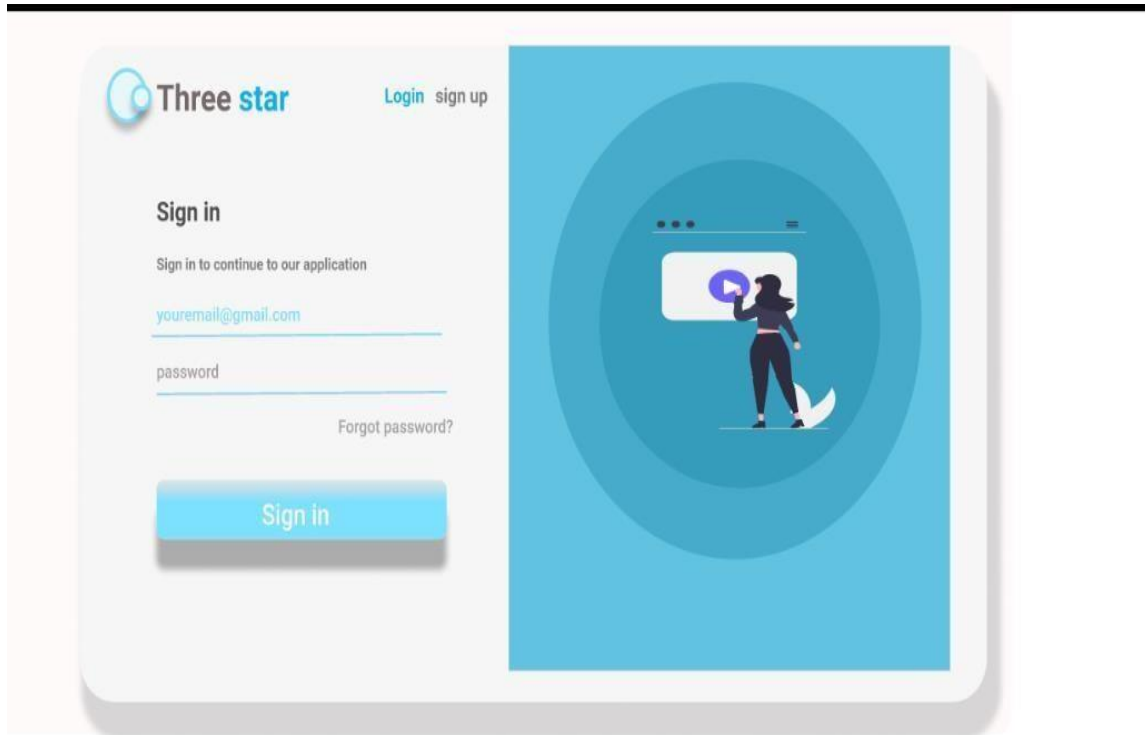 Three star
Login sign up
Sign in
Sign in to continue to our application
youremail@gmail.com
password
Forgot password?
Sign in